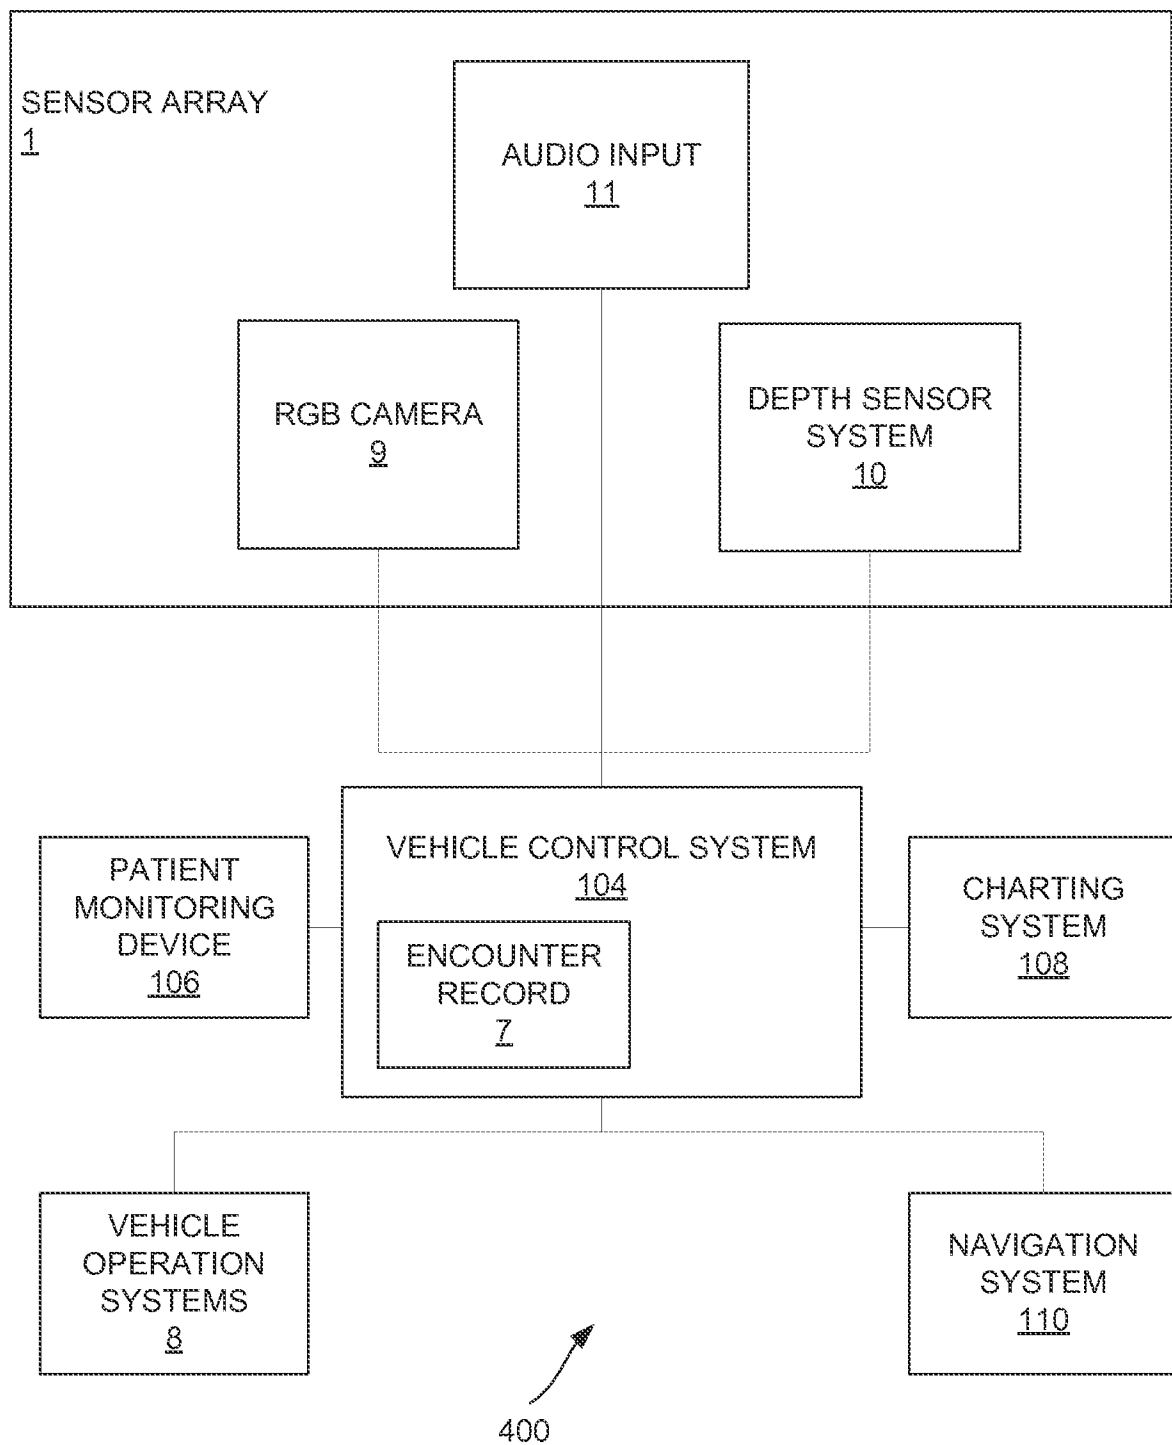 SENSOR ARRAY
1
AUDIO INPUT
11
RGB CAMERA
9
DEPTH SENSOR
SYSTEM
10
VEHICLE CONTROL SYSTEM
104
PATIENT
MONITORING
DEVICE
106
ENCOUNTER
RECORD
7
CHARTING
SYSTEM
108
VEHICLE
OPERATION
SYSTEMS
8
NAVIGATION
SYSTEM
110
400